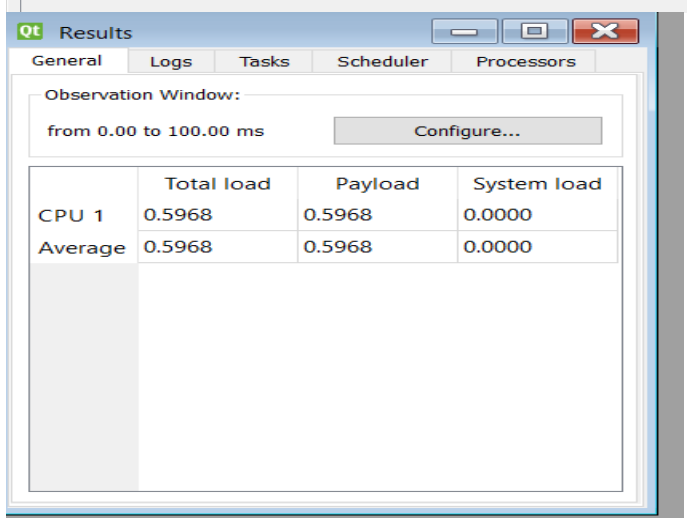 Qt Results
General Logs Tasks Scheduler Processors
Observation Window:
from 0.00 to 100.00 ms Configure...
Total load Payload System load
CPU 1 0.5968 0.5968 0.0000
Average 0.5968 0.5968 0.0000